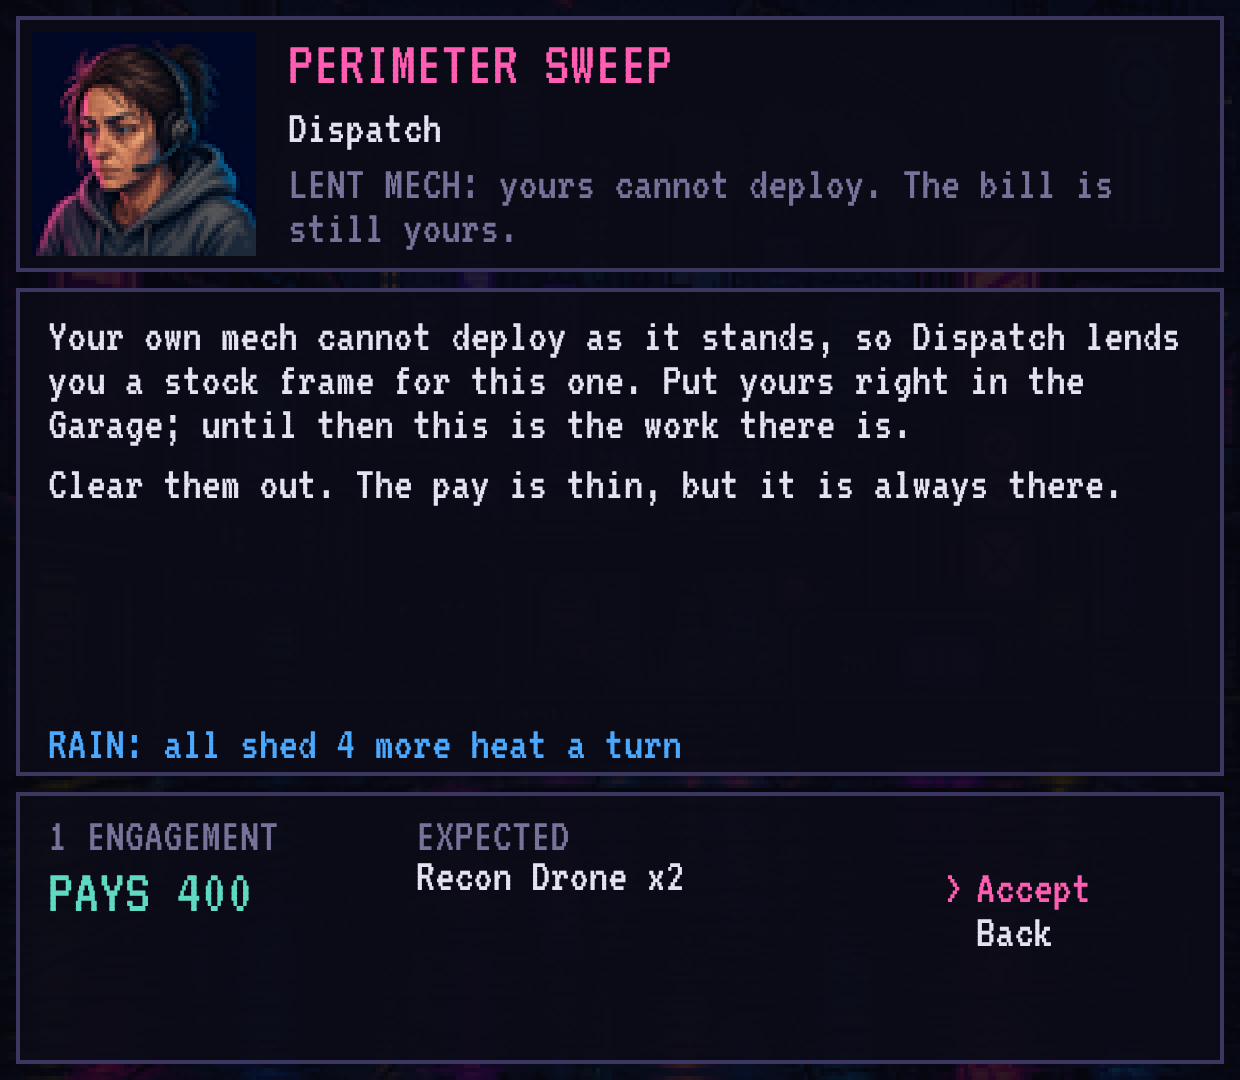 PERIMETER SWEEP
Dispatch
LENT MECH: yours cannot deploy. The bill is
still yours.
Your own mech cannot deploy as it stands, so Dispatch lends
you a stock frame for this one. Put yours right in the
Garage; until then this is the work there is.
Clear them out. The pay is thin, but it is always there.
RAIN: all shed 4 more heat a turn
1 ENGAGEMENT
PAYS 400
EXPECTED
Recon Drone x2
> Accept
Back